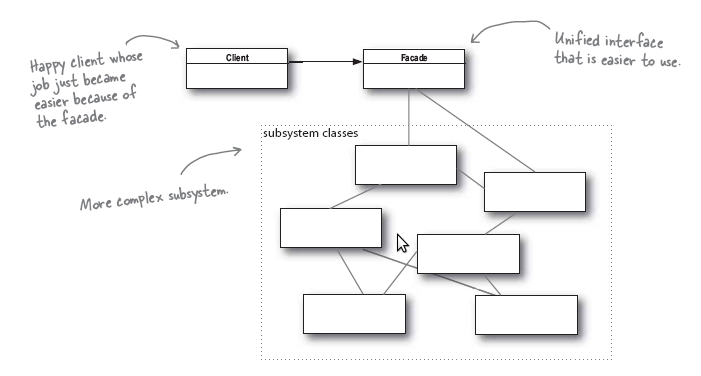 Happy client whose
job just became
easier because of
the facade.
Client
Facade
Unified interface
that is easier to use.
subsystem classes
More complex subsystem.